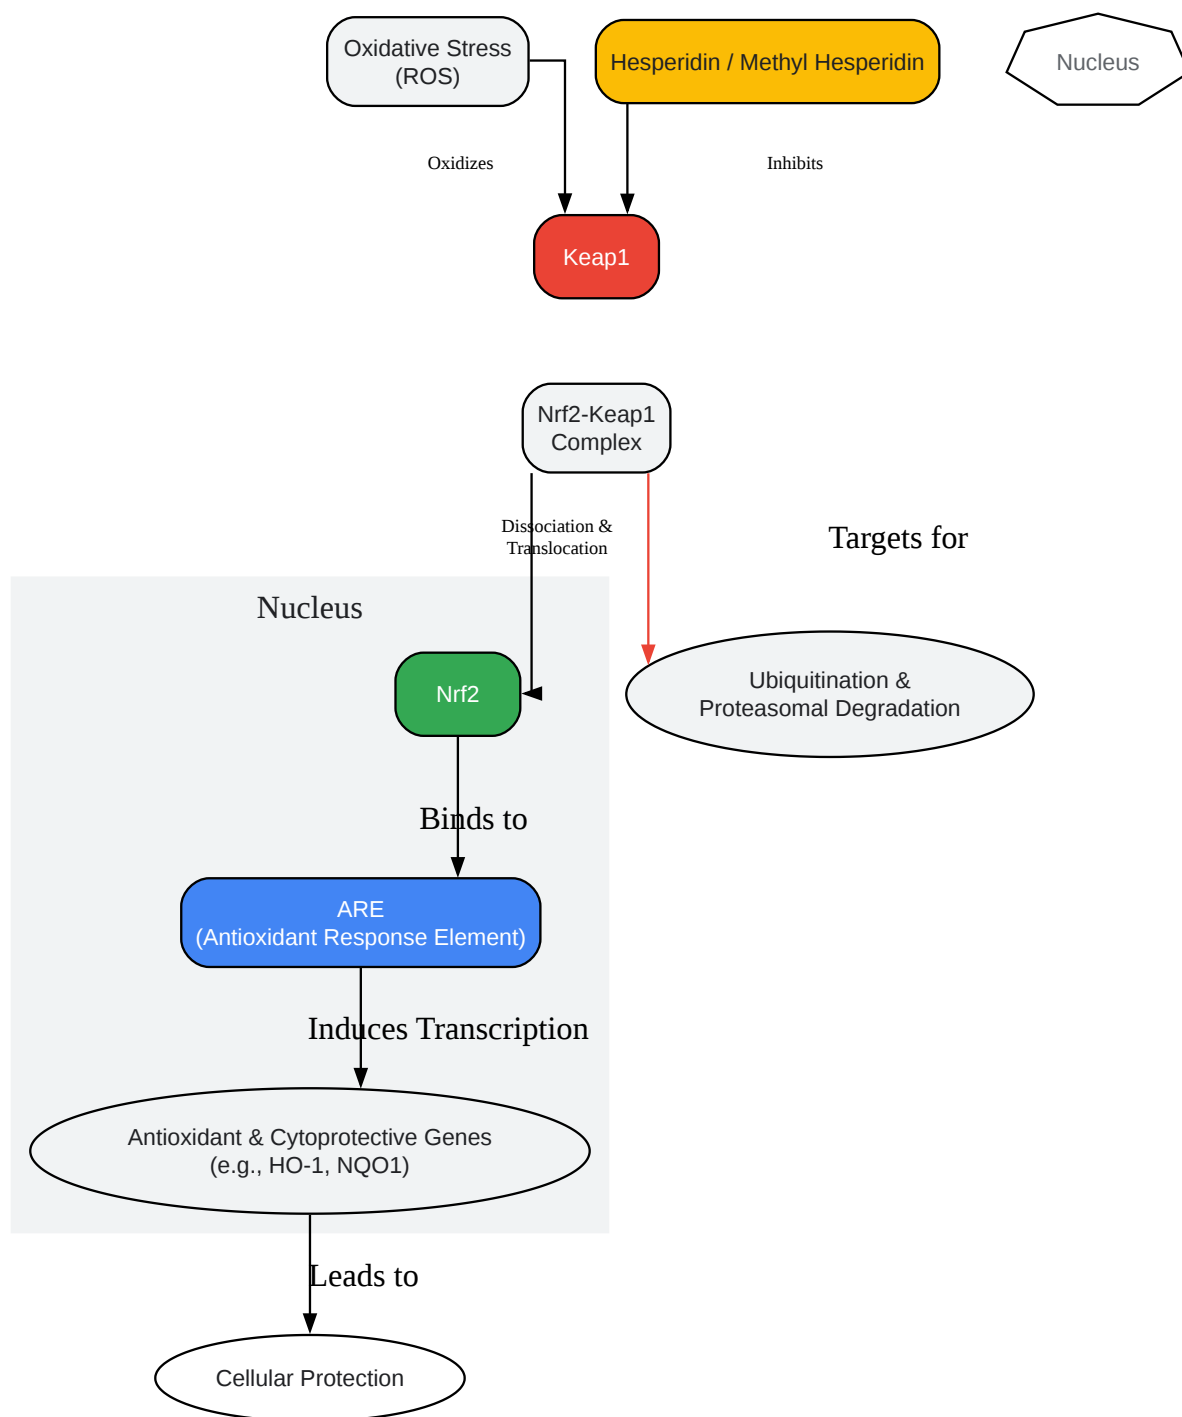 Oxidative Stress
(ROS)
Hesperidin / Methyl Hesperidin
Nucleus
Oxidizes
Inhibits
Keap1
Nrf2-Keap1
Complex
Dissociation &
Translocation
Targets for
Nucleus
Nrf2
Ubiquitination &
Proteasomal Degradation
Binds to
ARE
(Antioxidant Response Element)
Induces Transcription
Antioxidant & Cytoprotective Genes
(e.g., HO-1, NQO1)
Leads to
Cellular Protection